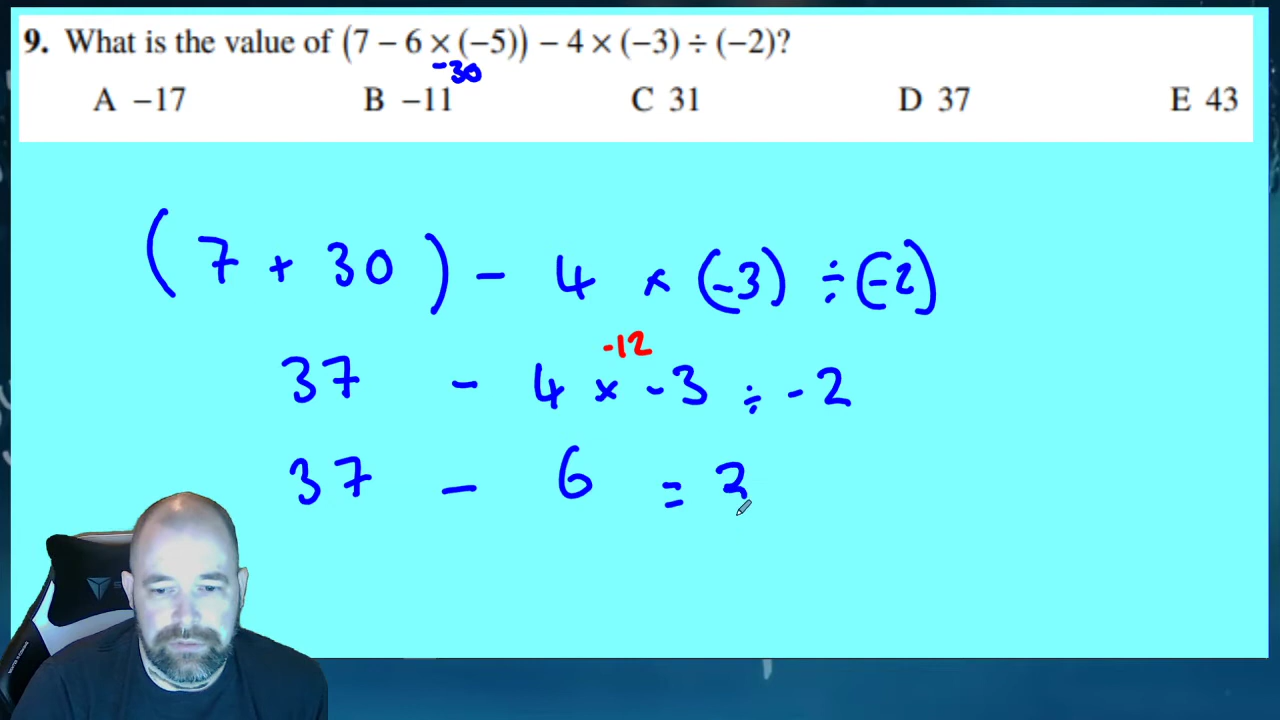 9. What is the value of (7 − 6 × (−5)) − 4 × (−3) ÷ (−2)?
-30
A −17 B −11 C 31 D 37 E 43
(7 + 30) - 4 × (-3) ÷ (-2)
-12
37 - 4 × -3 ÷ -2
37 - 6 = 3